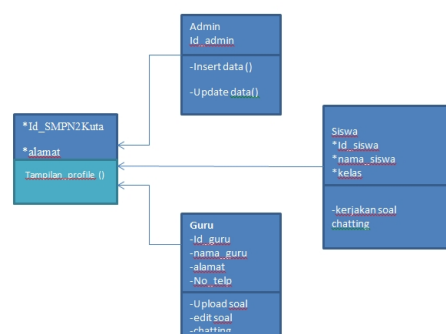 Admin
Id_admin
-Insert data ()
-Update data()
*Id_SMPN2Kuta
*alamat
Tampilan_profile ()
Siswa
*Id_siswa
*nama_siswa
*kelas
-kerjakan soal
chatting
Guru
-Id_guru
-nama_guru
-alamat
-No_telp
-Upload soal
-edit soal
-chatting